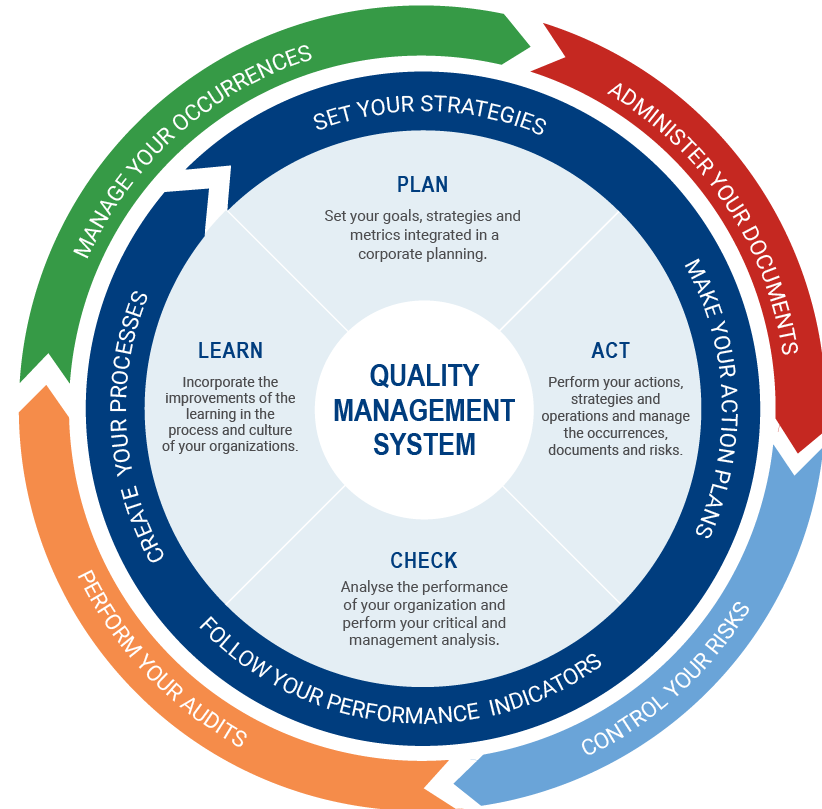 MANAGE YOUR OCCURRENCES
ADMINISTER YOUR DOCUMENTS
CONTROL YOUR RISKS
PERFORM YOUR AUDITS
SET YOUR STRATEGIES
MAKE YOUR ACTION PLANS
FOLLOW YOUR PERFORMANCE INDICATORS
CREATE YOUR PROCESSES
PLAN
Set your goals, strategies and
metrics integrated in a
corporate planning.
ACT
Perform your actions,
strategies and
operations and manage
the occurrences,
documents and risks.
CHECK
Analyse the performance
of your organization and
perform your critical and
management analysis.
LEARN
Incorporate the
improvements of the
learning in the
process and culture
of your organizations.
QUALITY
MANAGEMENT
SYSTEM